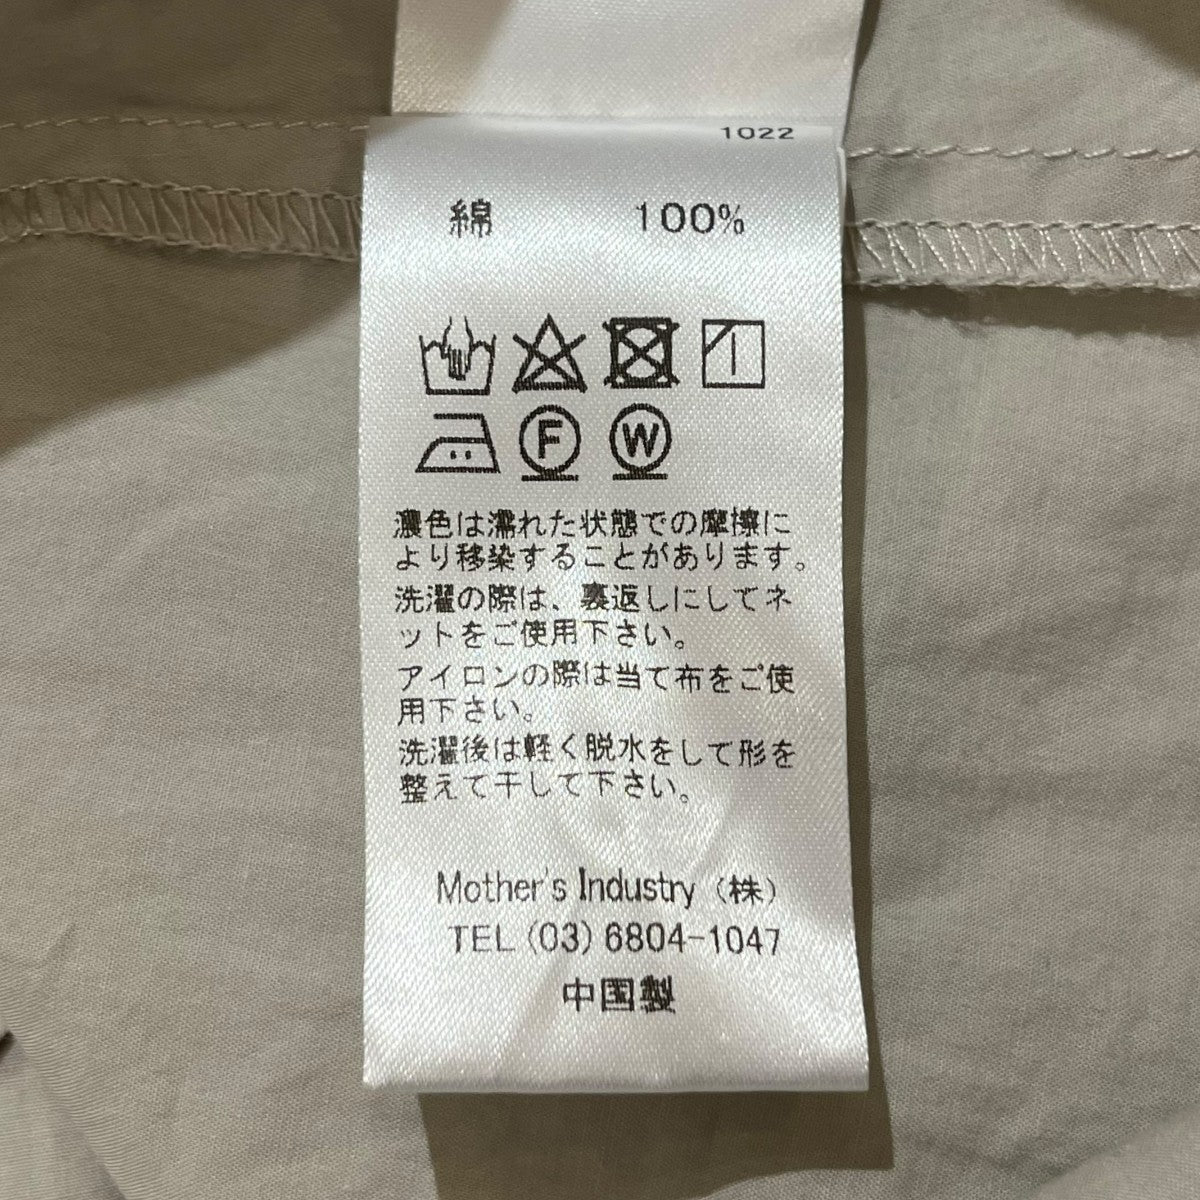 1022
綿 100%
F W
濃色は濡れた状態での摩擦に
より移染することがあります。
洗濯の際は、裏返しにしてネ
ットをご使用下さい。
アイロンの際は当て布をご使
用下さい。
洗濯後は軽く脱水をして形を
整えて干して下さい。
Mother's Industry (株)
TEL (03) 6804-1047
中国製